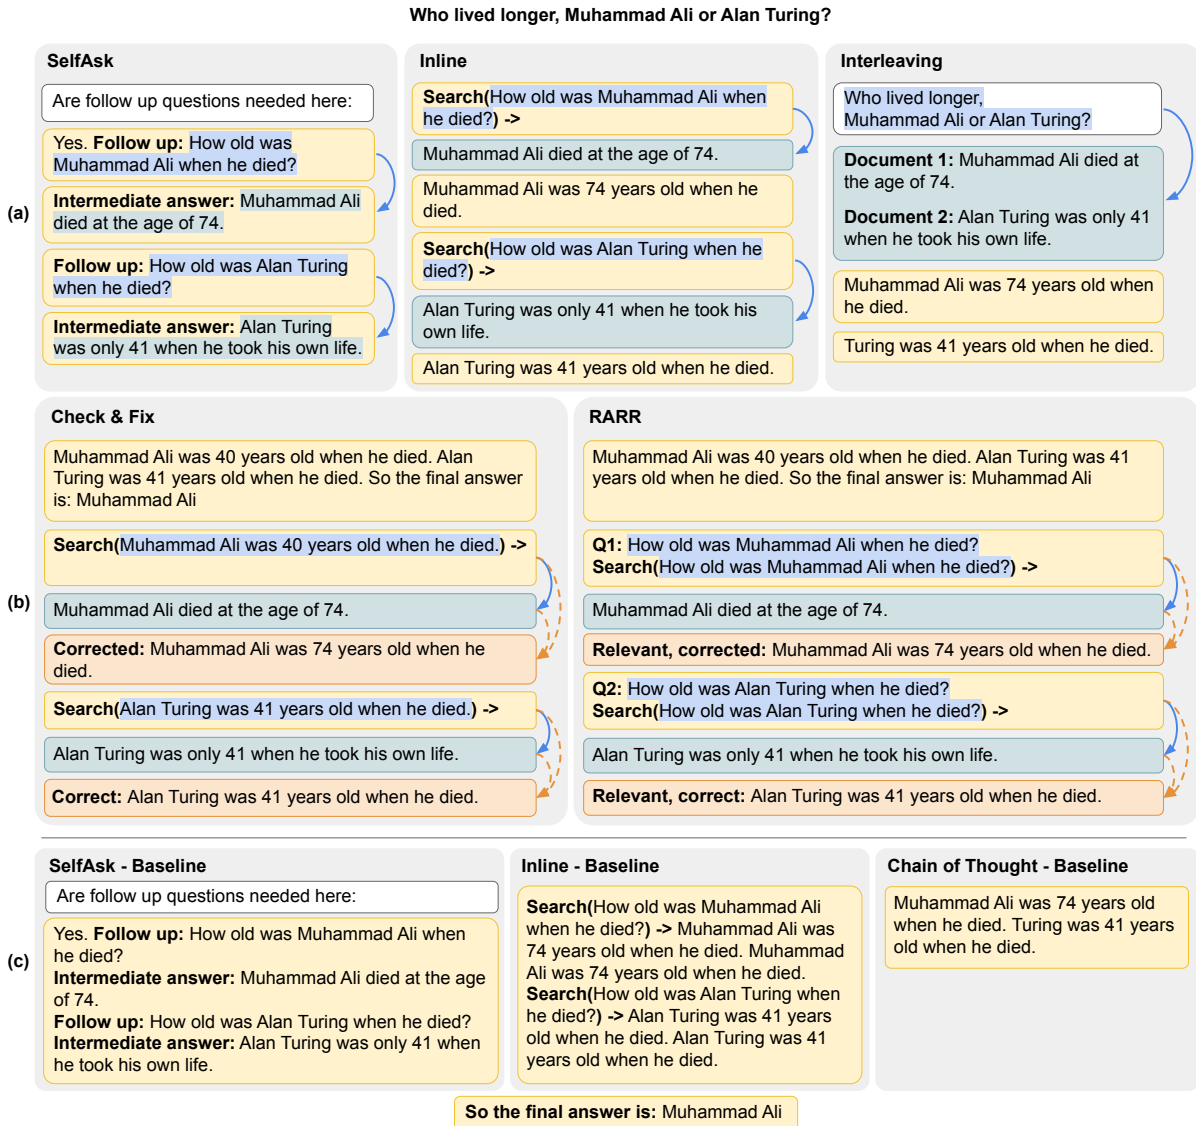 Who lived longer, Muhammad Ali or Alan Turing?
(a)
SelfAsk
Are follow up questions needed here:
Yes. Follow up: How old was
Muhammad Ali when he died?
Intermediate answer: Muhammad Ali
died at the age of 74.
Follow up: How old was Alan Turing
when he died?
Intermediate answer: Alan Turing
was only 41 when he took his own life.
Inline
Search(How old was Muhammad Ali when
he died?) ->
Muhammad Ali died at the age of 74.
Muhammad Ali was 74 years old when he
died.
Search(How old was Alan Turing when he
died?) ->
Alan Turing was only 41 when he took his
own life.
Alan Turing was 41 years old when he died.
Interleaving
Who lived longer,
Muhammad Ali or Alan Turing?
Document 1: Muhammad Ali died at
the age of 74.
Document 2: Alan Turing was only 41
when he took his own life.
Muhammad Ali was 74 years old when
he died.
Turing was 41 years old when he died.
(b)
Check & Fix
Muhammad Ali was 40 years old when he died. Alan
Turing was 41 years old when he died. So the final answer
is: Muhammad Ali
Search(Muhammad Ali was 40 years old when he died.) ->
Muhammad Ali died at the age of 74.
Corrected: Muhammad Ali was 74 years old when he
died.
Search(Alan Turing was 41 years old when he died.) ->
Alan Turing was only 41 when he took his own life.
Correct: Alan Turing was 41 years old when he died.
RARR
Muhammad Ali was 40 years old when he died. Alan Turing was 41
years old when he died. So the final answer is: Muhammad Ali
Q1: How old was Muhammad Ali when he died?
Search(How old was Muhammad Ali when he died?) ->
Muhammad Ali died at the age of 74.
Relevant, corrected: Muhammad Ali was 74 years old when he died.
Q2: How old was Alan Turing when he died?
Search(How old was Alan Turing when he died?) ->
Alan Turing was only 41 when he took his own life.
Relevant, correct: Alan Turing was 41 years old when he died.
(c)
SelfAsk - Baseline
Are follow up questions needed here:
Yes. Follow up: How old was Muhammad Ali when
he died?
Intermediate answer: Muhammad Ali died at the age
of 74.
Follow up: How old was Alan Turing when he died?
Intermediate answer: Alan Turing was only 41 when
he took his own life.
Inline - Baseline
Search(How old was Muhammad Ali
when he died?) -> Muhammad Ali was
74 years old when he died. Muhammad
Ali was 74 years old when he died.
Search(How old was Alan Turing when
he died?) -> Alan Turing was 41 years
old when he died. Alan Turing was 41
years old when he died.
Chain of Thought - Baseline
Muhammad Ali was 74 years old
when he died. Turing was 41 years
old when he died.
So the final answer is: Muhammad Ali